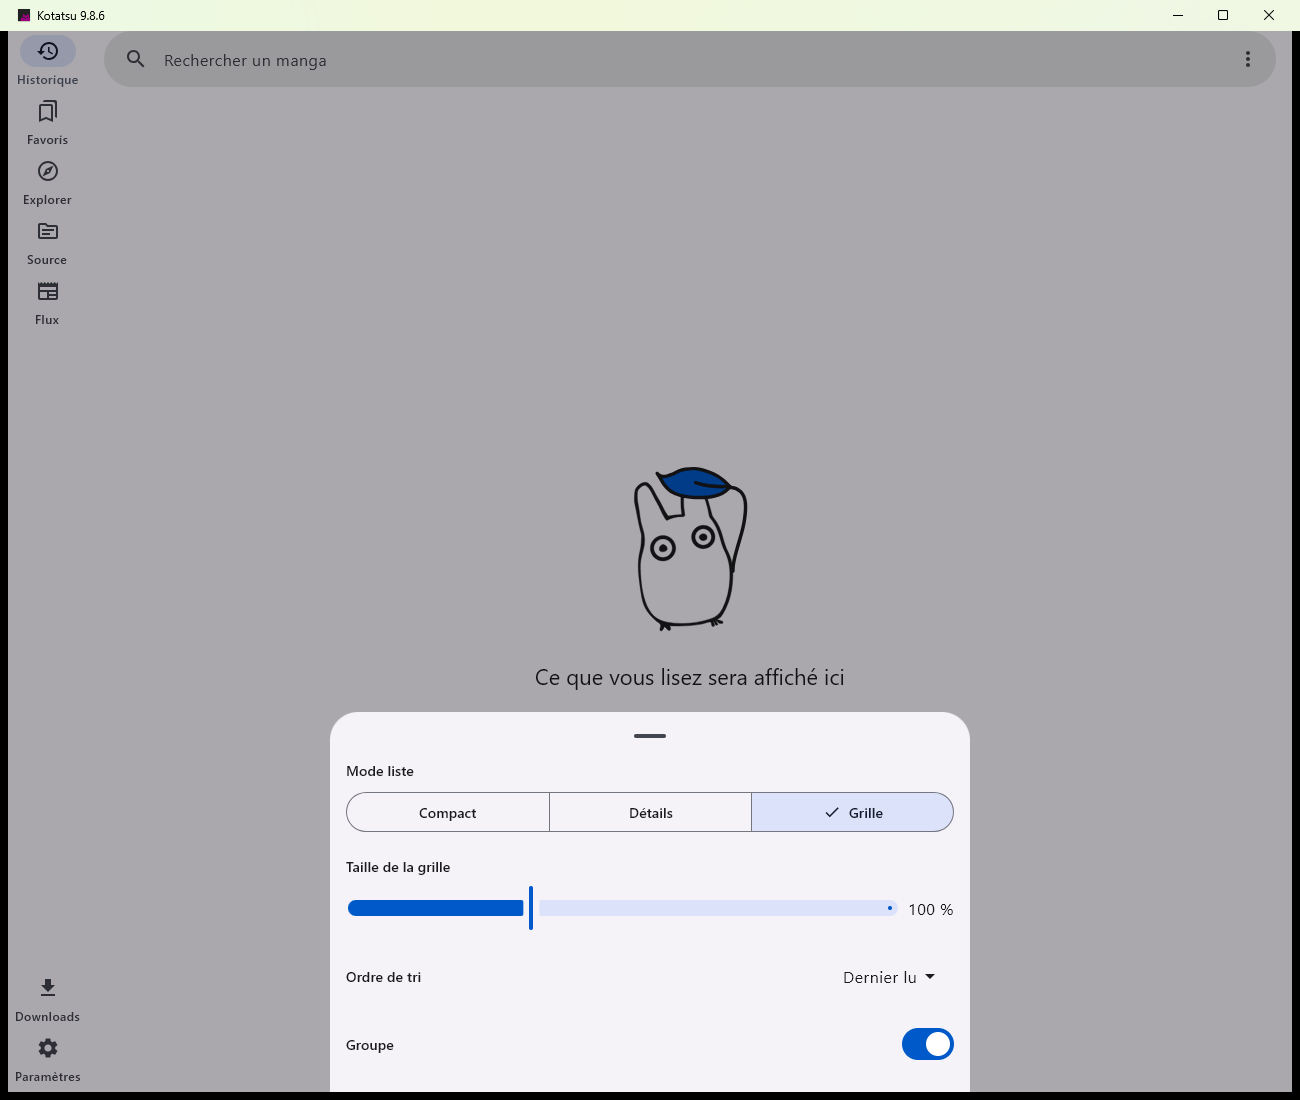 Kotatsu 9.8.6
Historique
Rechercher un manga
Favoris
Explorer
Source
Flux
Ce que vous lisez sera affiché ici
Mode liste
Compact
Détails
Grille
Taille de la grille
100 %
Ordre de tri
Dernier lu
Groupe
Downloads
Paramètres